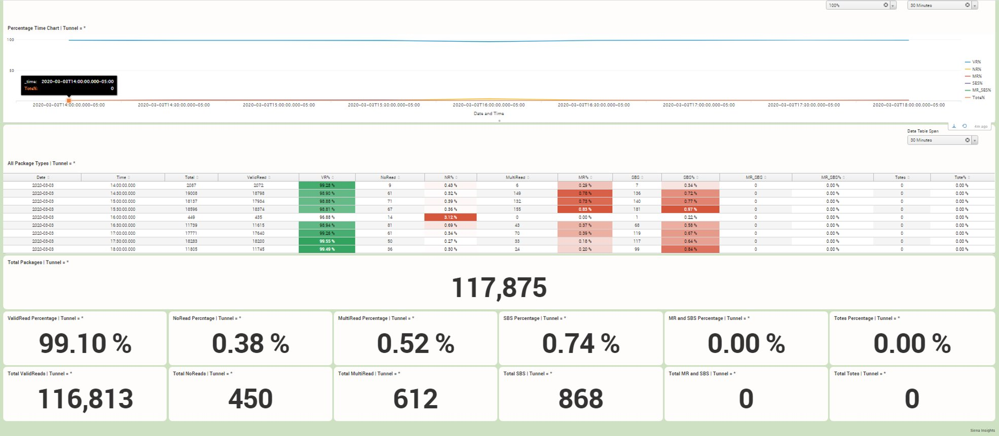 100% 30 Minutes
Percentage Time Chart | Tunnel = *
100
50
_time: 2020-03-03T14:00:00.000-05:00
Tote%: 0
VR%
NR%
MR%
SBS%
MR_SBS%
Tote%
2020-03-03T14:00:00.000-05:00 2020-03-03T14:30:00.000-05:00 2020-03-03T15:00:00.000-05:00 2020-03-03T15:30:00.000-05:00 2020-03-03T16:00:00.000-05:00 2020-03-03T16:30:00.000-05:00 2020-03-03T17:00:00.000-05:00 2020-03-03T17:30:00.000-05:00 2020-03-03T18:00:00.000-05:00
Date and Time
4m ago
Data Table Span
30 Minutes
All Package Types | Tunnel = *
Date Time Total ValidRead VR% NoRead NR% MultiRead MR% SBS SBS% MR_SBS MR_SBS% Totes Tote%
2020-03-03 14:00:00.000 2087 2072 99.28 % 9 0.43 % 6 0.29 % 7 0.34 % 0 0.00 % 0 0.00 %
2020-03-03 14:30:00.000 19008 18798 98.90 % 61 0.32 % 149 0.78 % 136 0.72 % 0 0.00 % 0 0.00 %
2020-03-03 15:00:00.000 18137 17934 98.88 % 71 0.39 % 132 0.73 % 140 0.77 % 0 0.00 % 0 0.00 %
2020-03-03 15:30:00.000 18596 18374 98.81 % 67 0.36 % 155 0.83 % 181 0.97 % 0 0.00 % 0 0.00 %
2020-03-03 16:00:00.000 449 435 96.88 % 14 3.12 % 0 0.00 % 1 0.22 % 0 0.00 % 0 0.00 %
2020-03-03 16:30:00.000 11739 11615 98.94 % 81 0.69 % 43 0.37 % 68 0.58 % 0 0.00 % 0 0.00 %
2020-03-03 17:00:00.000 17771 17640 99.26 % 61 0.34 % 70 0.39 % 119 0.67 % 0 0.00 % 0 0.00 %
2020-03-03 17:30:00.000 18283 18200 99.55 % 50 0.27 % 33 0.18 % 117 0.64 % 0 0.00 % 0 0.00 %
2020-03-03 18:00:00.000 11805 11745 99.49 % 36 0.30 % 24 0.20 % 99 0.84 % 0 0.00 % 0 0.00 %
Total Packages | Tunnel = *
117,875
ValidRead Percentage | Tunnel = * NoRead Percntage | Tunnel = * MultiRead Percentage | Tunnel = * SBS Percentage | Tunnel = * MR and SBS Percentage | Tunnel = * Totes Percentage | Tunnel = *
99.10 % 0.38 % 0.52 % 0.74 % 0.00 % 0.00 %
Total ValidReads | Tunnel = * Total NoReads | Tunnel = * Total MultiRead | Tunnel = * Total SBS | Tunnel = * Total MR and SBS | Tunnel = * Total Totes | Tunnel = *
116,813 450 612 868 0 0
Siena Insights